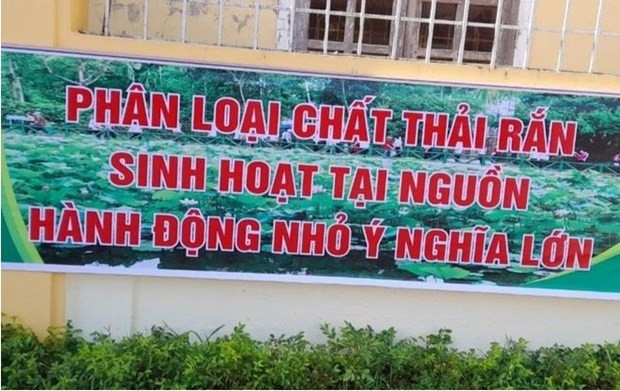 PHÂN LOẠI CHẤT THẢI RẮN
SINH HOẠT TẠI NGUỒN
HÀNH ĐỘNG NHỎ Ý NGHĨA LỚN